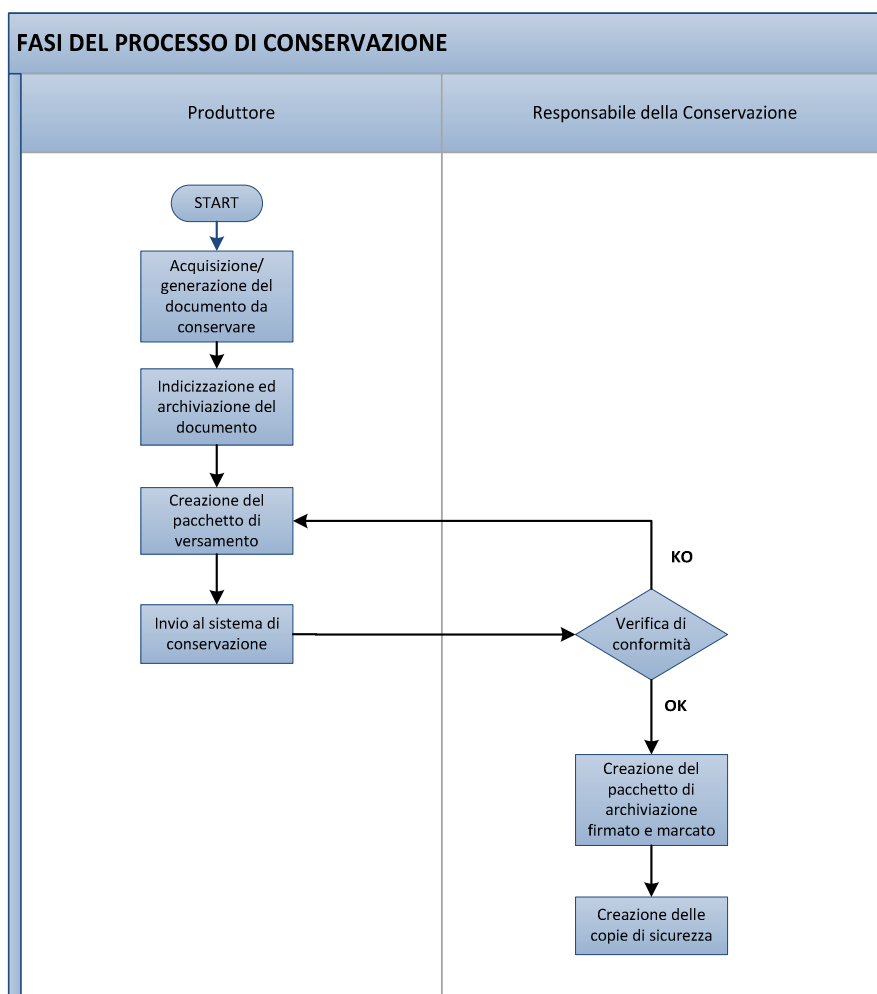 FASI DEL PROCESSO DI CONSERVAZIONE
Produttore
Responsabile della Conservazione
START
Acquisizione/
generazione del
documento da
conservare
Indicizzazione ed
archiviazione del
documento
Creazione del
pacchetto di
versamento
KO
Invio al sistema di
conservazione
Verifica di
conformità
OK
Creazione del
pacchetto di
archiviazione
firmato e marcato
Creazione delle
copie di sicurezza